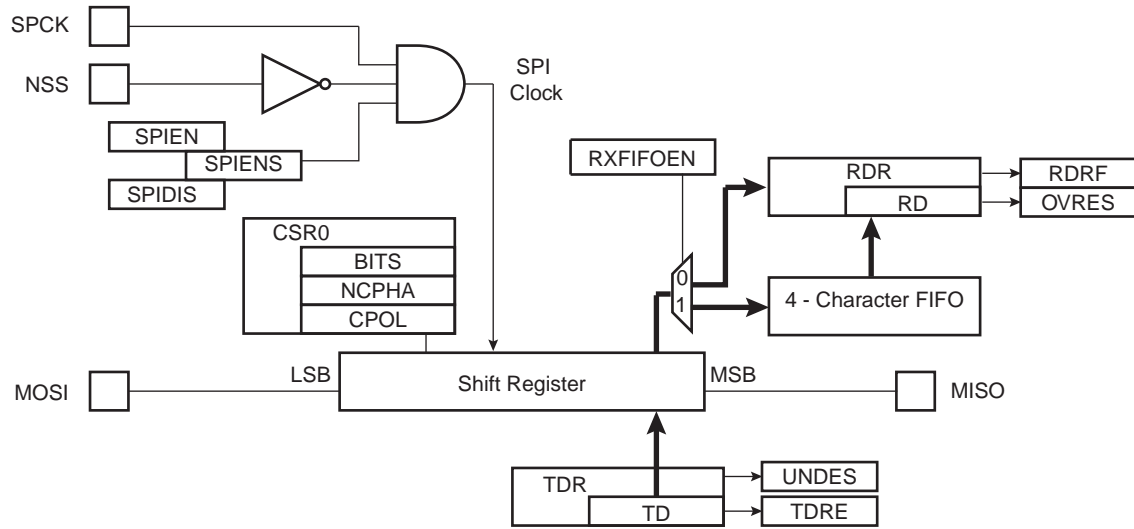 SPCK
NSS
SPI
Clock
SPIEN
SPIENS
SPIDIS
RXFIFOEN
RDR
RD
RDRF
OVRES
CSR0
BITS
NCPHA
CPOL
0
1
4 - Character FIFO
MOSI
LSB
Shift Register
MSB
MISO
TDR
TD
UNDES
TDRE